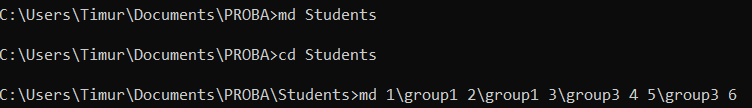 C:\Users\Timur\Documents\PROBA>md Students
C:\Users\Timur\Documents\PROBA>cd Students
C:\Users\Timur\Documents\PROBA\Students>md 1\group1 2\group1 3\group3 4 5\group3 6